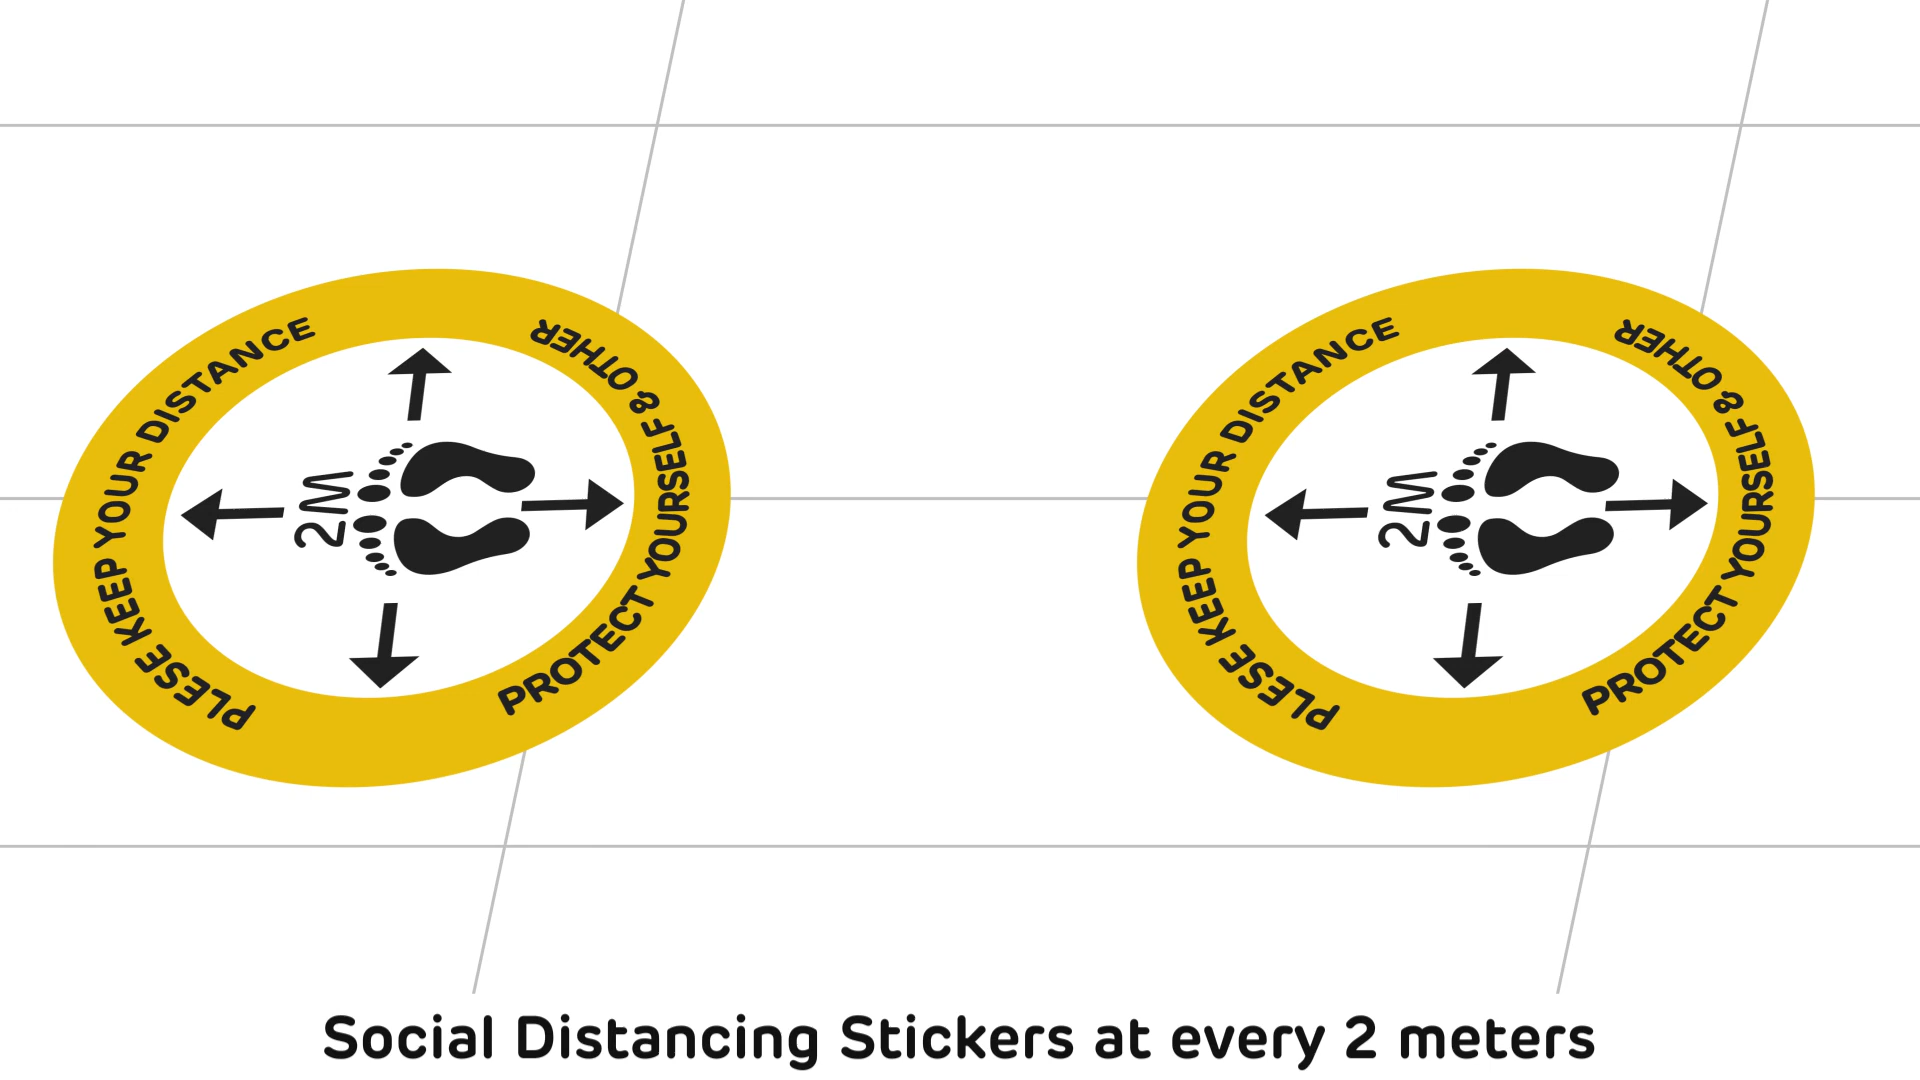 PLESE KEEP YOUR DISTANCE
2M
PROTECT YOURSELF & OTHER
PLESE KEEP YOUR DISTANCE
2M
PROTECT YOURSELF & OTHER
Social Distancing Stickers at every 2 meters